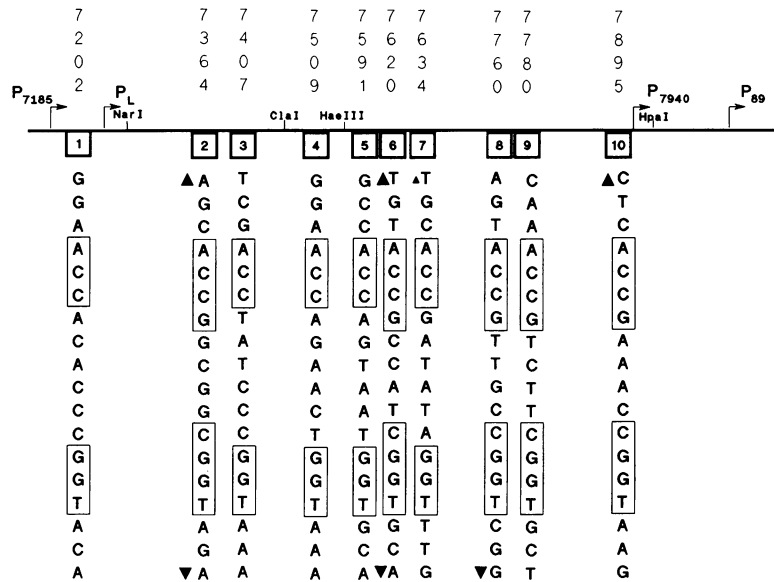 7 7 7 7 7 7 7 7 7 7
2 3 4 5 5 6 6 7 7 8
0 6 0 0 9 2 3 6 8 9
2 4 7 9 1 0 4 0 0 5
P7185 PL P7940 P89
NarI ClaI HaeIII HpaI
1 2 3 4 5 6 7 8 9 10
G A T G G T T A C C
G G C G C G G G A T
A C G A C T C T A C
A A A A A A A A A A
C C C C C C C C C C
C C C C C C C C C C
A G T A A G G G G G
C G A G G C A T T A
A C T A T C T T C A
C G C A A A A G T A
C G C C A T T C T C
C C C T T C A C C C
G G G G G G G G G G
G G G G G G G G G G
T T T T T T T T T T
A A A A G G T C G A
C G A A C C T G C A
A A A A A A G G T G